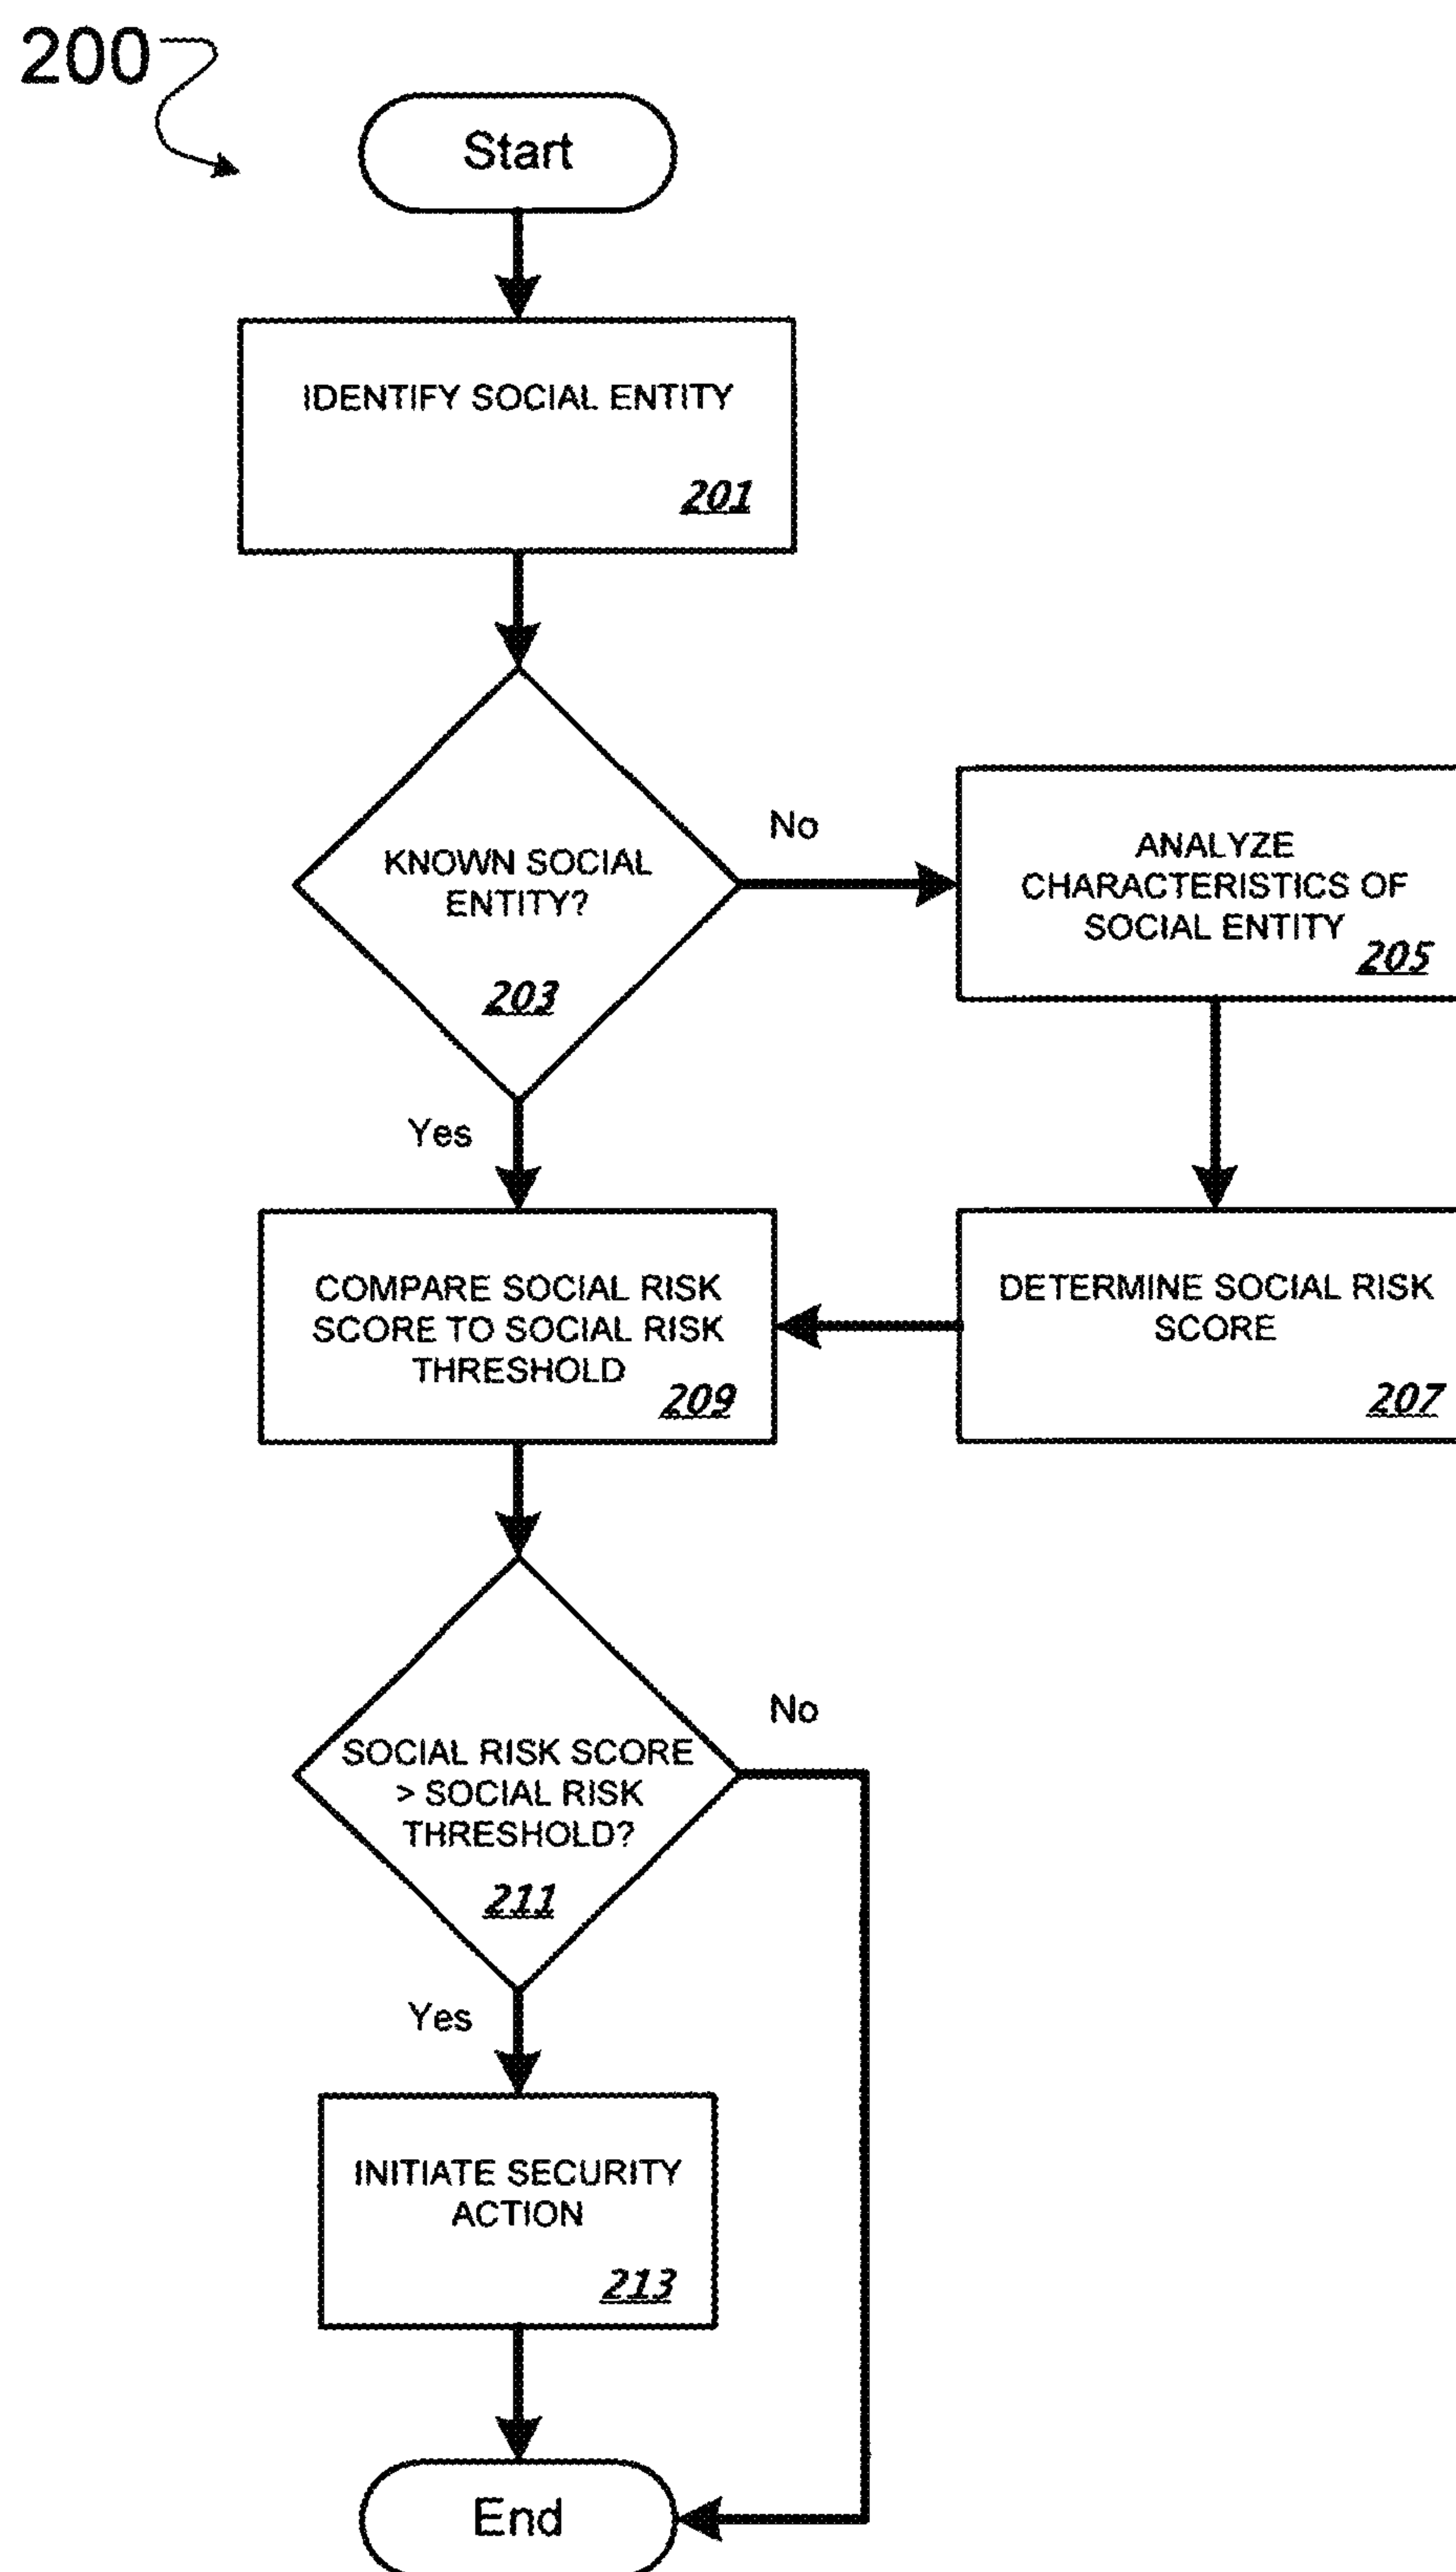 200
Start
IDENTIFY SOCIAL ENTITY
201
KNOWN SOCIAL
ENTITY?
203
No
ANALYZE
CHARACTERISTICS OF
SOCIAL ENTITY
205
Yes
COMPARE SOCIAL RISK
SCORE TO SOCIAL RISK
THRESHOLD
209
DETERMINE SOCIAL RISK
SCORE
207
SOCIAL RISK SCORE
> SOCIAL RISK
THRESHOLD?
211
No
Yes
INITIATE SECURITY
ACTION
213
End